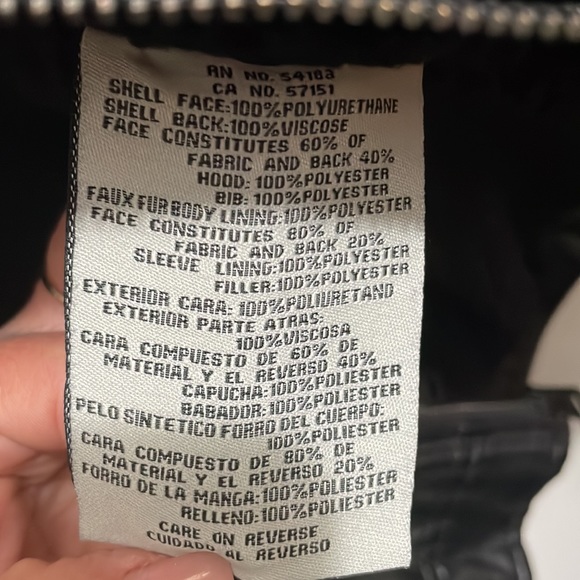 RN NO. 54163
CA NO. 57151
SHELL FACE:100%POLYURETHANE
SHELL BACK:100%VISCOSE
FACE CONSTITUTES 60% OF
FABRIC AND BACK 40%
HOOD:100%POLYESTER
BIB:100%POLYESTER
FAUX FUR BODY LINING:100%POLYESTER
FACE CONSTITUTES 80% OF
FABRIC AND BACK 20%
SLEEVE LINING:100%POLYESTER
FILLER:100%POLYESTER
EXTERIOR CARA: 100%POLIURETAND
EXTERIOR PARTE ATRAS:
100%VISCOSA
CARA COMPUESTO DE 60% DE
MATERIAL Y EL REVERSO 40%
CAPUCHA:100%POLIESTER
BABADOR:100%POLIESTER
PELO SINTETICO FORRO DEL CUERPO:
100%POLIESTER
CARA COMPUESTO DE 80% DE
MATERIAL Y EL REVERSO 20%
FORRO DE LA MANGA:100%POLIESTER
RELLENO:100%POLIESTER
CARE ON REVERSE
CUIDADO AL REVERSO